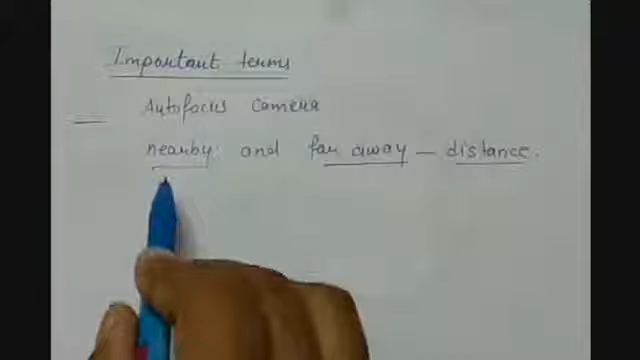 Important terms
Autofocus camera
nearby and far away – distance.